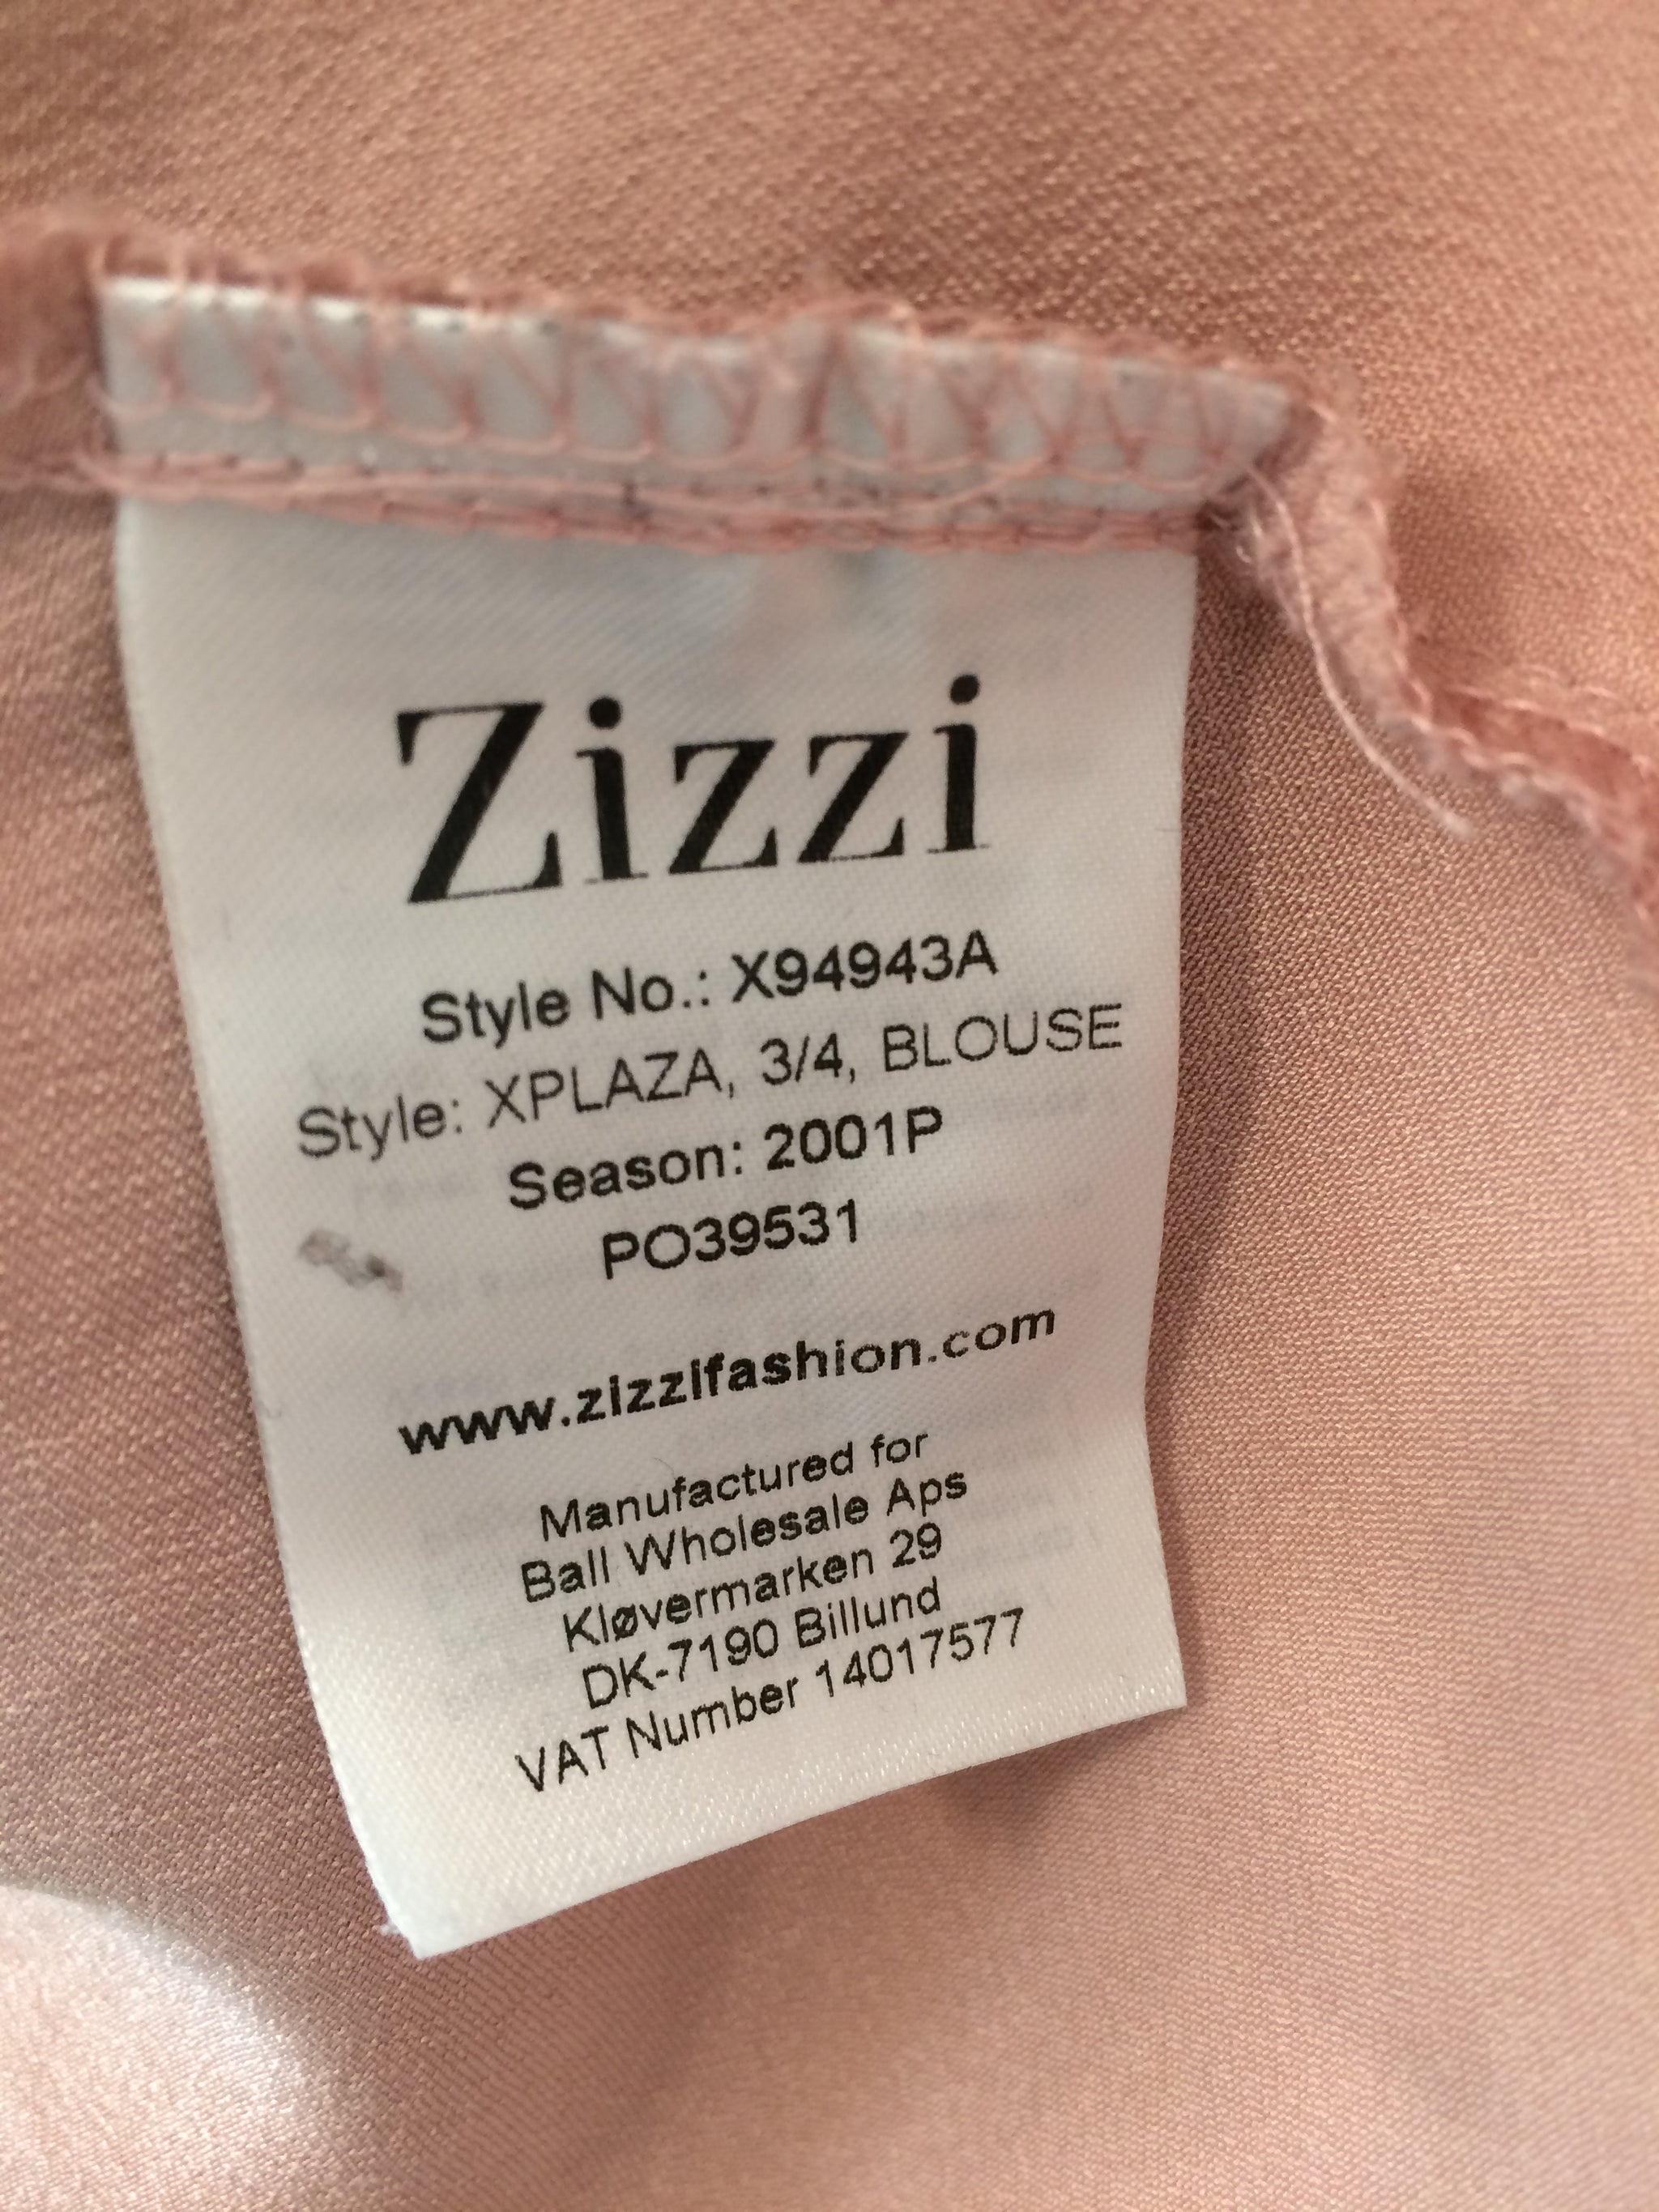 Zizzi
Style No.: X94943A
Style: XPLAZA, 3/4, BLOUSE
Season: 2001P
PO39531
www.zizzifashion.com
Manufactured for
Ball Wholesale Aps
Kløvermarken 29
DK-7190 Billund
VAT Number 14017577